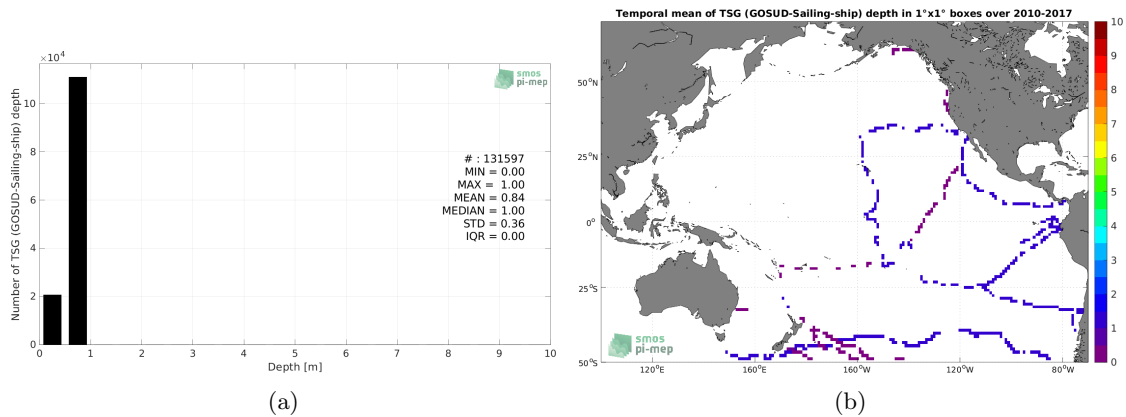 ×10⁴
10
8
6
4
2
0
Number of TSG (GOSUD-Sailing-ship) depth
smos
pi-mep
# : 131597
MIN = 0.00
MAX = 1.00
MEAN = 0.84
MEDIAN = 1.00
STD = 0.36
IQR = 0.00
0 1 2 3 4 5 6 7 8 9 10
Depth [m]
(a)
Temporal mean of TSG (GOSUD-Sailing-ship) depth in 1°x1° boxes over 2010-2017
50°N
25°N
0°
25°S
50°S
120°E
160°E
160°W
120°W
80°W
smos
pi-mep
10
9
8
7
6
5
4
3
2
1
0
(b)